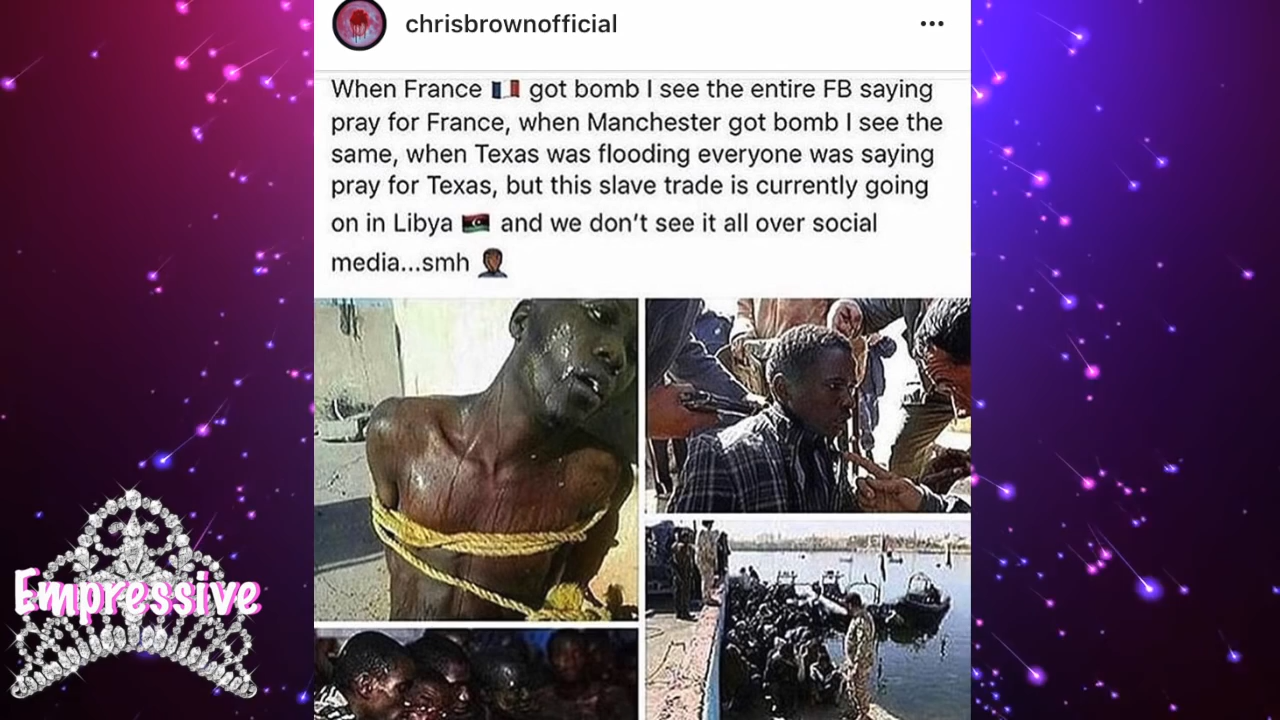 chrisbrownofficial
When France 🇫🇷 got bomb I see the entire FB saying
pray for France, when Manchester got bomb I see the
same, when Texas was flooding everyone was saying
pray for Texas, but this slave trade is currently going
on in Libya 🇱🇾 and we don’t see it all over social
media...smh 🤦🏿‍♂️
Empressive